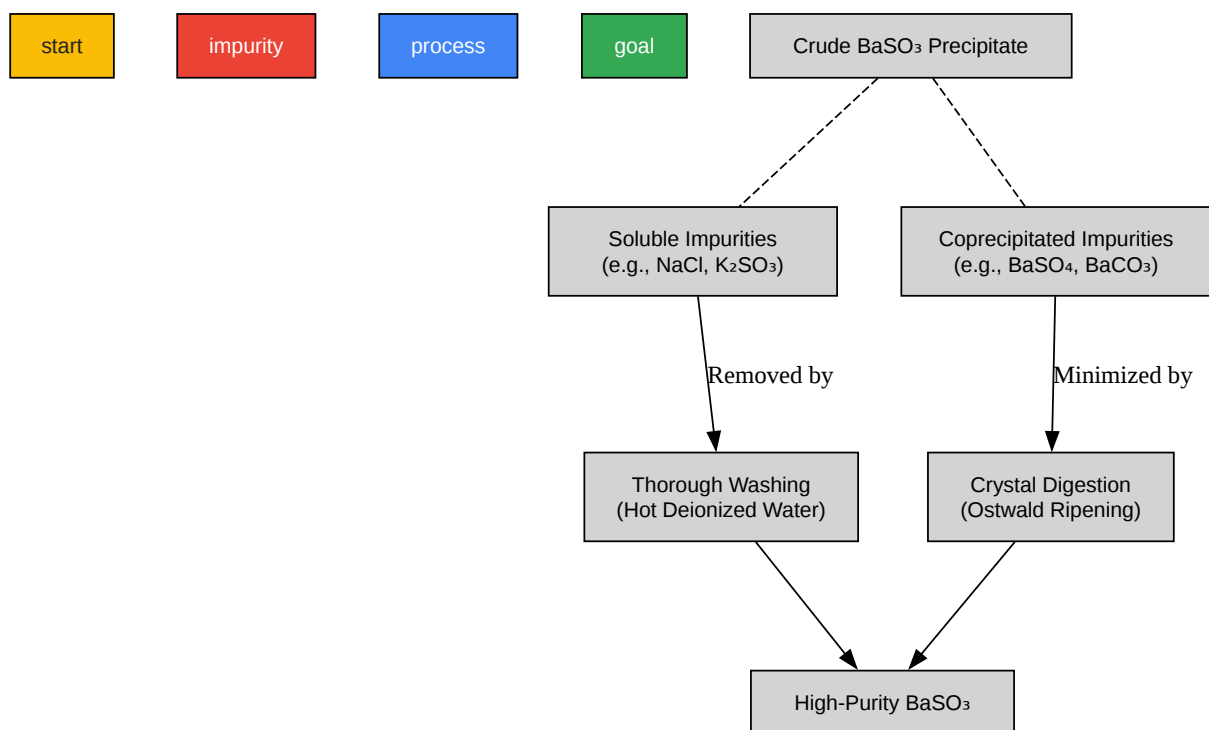 start
impurity
process
goal
Crude BaSO₃ Precipitate
Soluble Impurities
(e.g., NaCl, K₂SO₃)
Coprecipitated Impurities
(e.g., BaSO₄, BaCO₃)
Removed by
Minimized by
Thorough Washing
(Hot Deionized Water)
Crystal Digestion
(Ostwald Ripening)
High-Purity BaSO₃